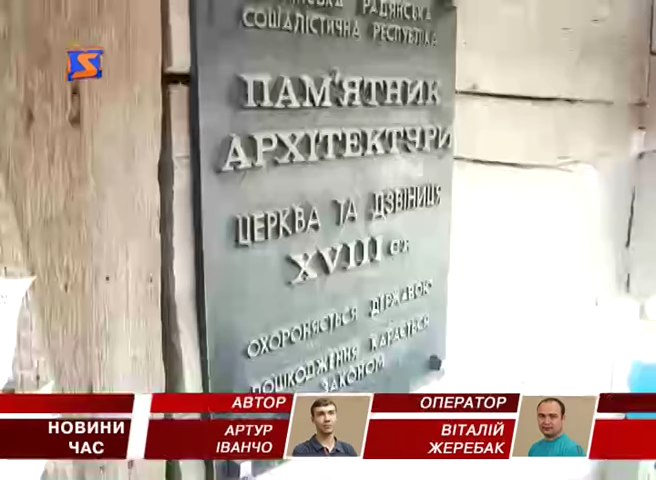 РАДЯНСЬКА
СОЦІАЛІСТИЧНА РЕСПУБЛІКА
ПАМ'ЯТНИК
АРХІТЕКТУРИ
ЦЕРКВА ТА ДЗВІНИЦЯ
XVIII
ОХОРОНЯЄТЬСЯ ДЕРЖАВОЮ
ПОШКОДЖЕННЯ КАРАЄТЬСЯ
ЗАКОНОМ
НОВИНИ
ЧАС
АВТОР
АРТУР
ІВАНЧО
ОПЕРАТОР
ВІТАЛІЙ
ЖЕРЕБАК